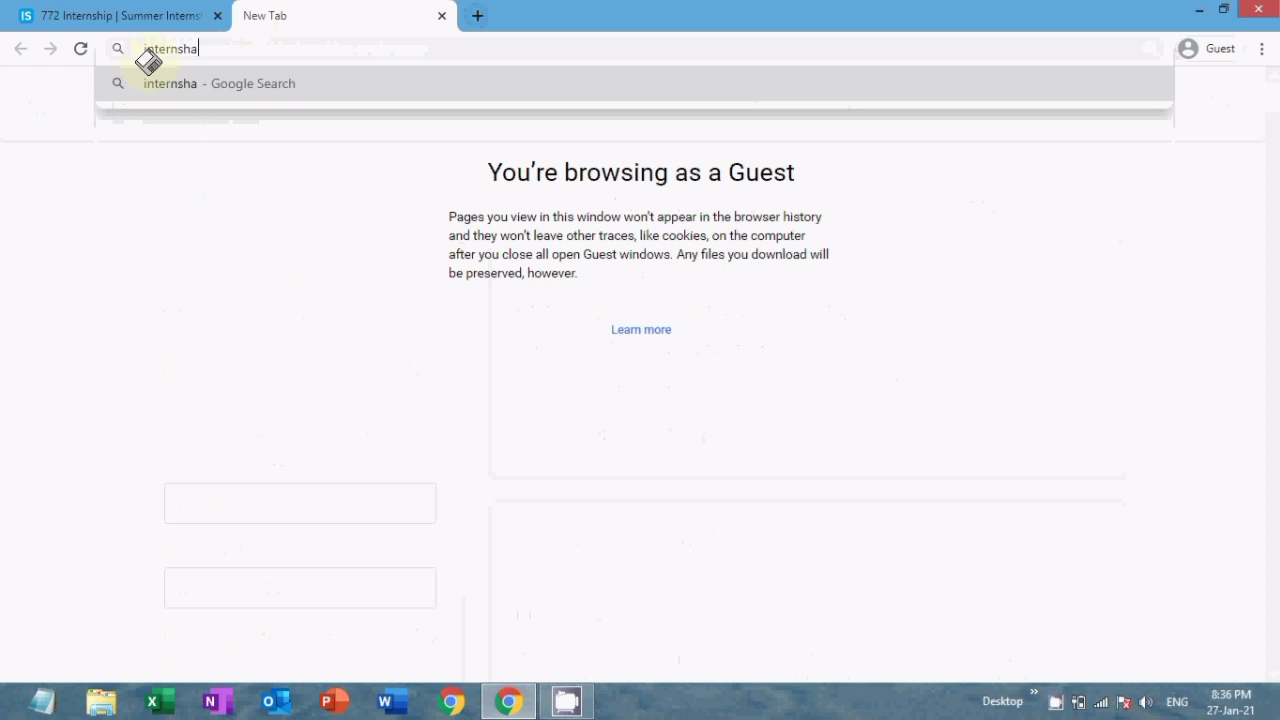 772 Internship | Summer Interns
New Tab
internsha
Guest
internsha - Google Search
You're browsing as a Guest
Pages you view in this window won't appear in the browser history
and they won't leave other traces, like cookies, on the computer
after you close all open Guest windows. Any files you download will
be preserved, however.
Learn more
Desktop
ENG
8:36 PM
27-Jan-21